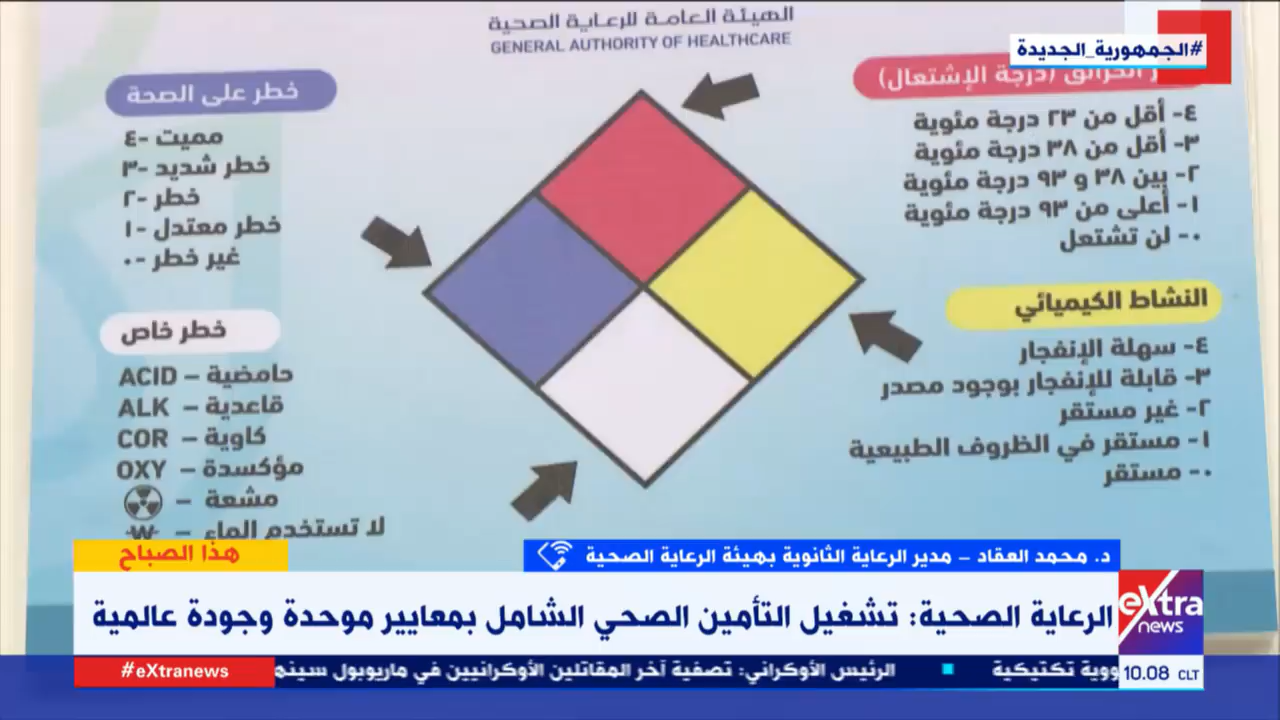 الهيئة العامة للرعاية الصحية
GENERAL AUTHORITY OF HEALTHCARE
#الجمهورية_الجديدة
(درجة الإشتعال)
٤- أقل من ٢٣ درجة مئوية
٣- أقل من ٣٨ درجة مئوية
٢- بين ٣٨ و ٩٣ درجة مئوية
١- أعلى من ٩٣ درجة مئوية
٠- لن تشتعل
خطر على الصحة
مميت -٤
خطر شديد -٣
خطر -٢
خطر معتدل -١
غير خطر -٠
النشاط الكيميائي
٤- سهلة الإنفجار
٣- قابلة للإنفجار بوجود مصدر
٢- غير مستقر
١- مستقر في الظروف الطبيعية
٠- مستقر
خطر خاص
حامضية – ACID
قاعدية – ALK
كاوية – COR
مؤكسدة – OXY
مشعة –
لا تستخدم الماء – W
هذا الصباح
د. محمد العقاد – مدير الرعاية الثانوية بهيئة الرعاية الصحية
الرعاية الصحية: تشغيل التأمين الصحي الشامل بمعايير موحدة وجودة عالمية
eXtra news
#eXtranews
تكتيكية ■ الرئيس الأوكراني: تصفية آخر المقاتلين الأوكرانيين في ماريوبول
10.08 CLT